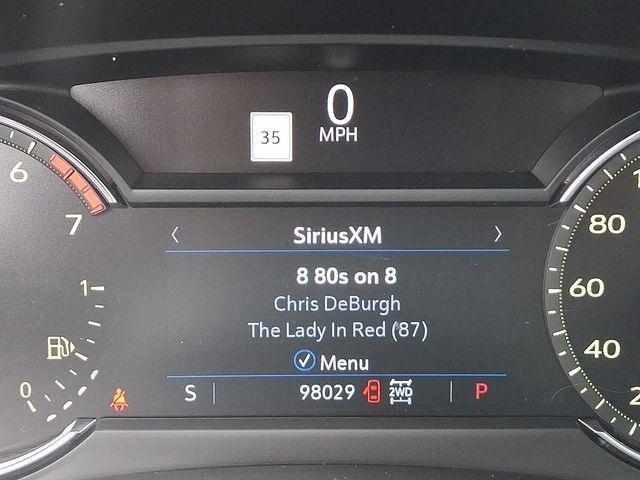 0
MPH
35
6
7
1
0
< SiriusXM >
8 80s on 8
Chris DeBurgh
The Lady In Red (87)
Menu
S
98029
2WD
P
80
60
40